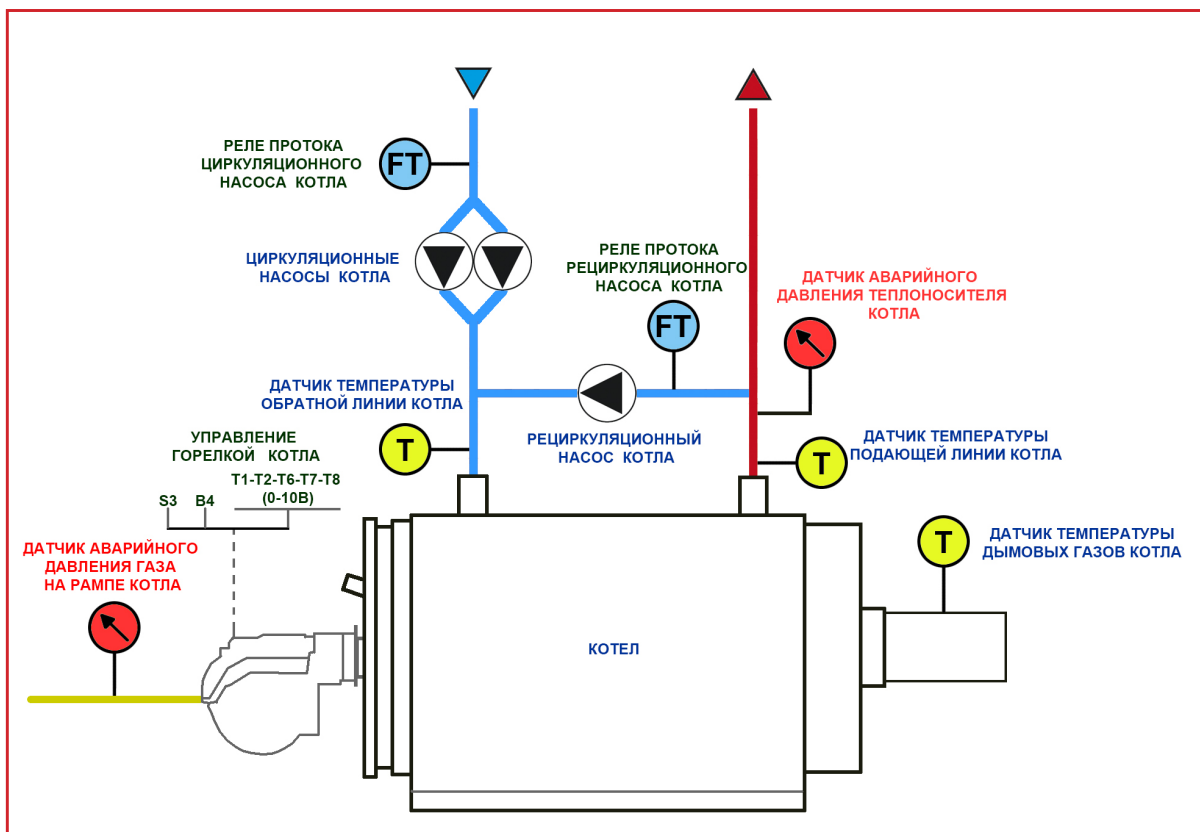 РЕЛЕ ПРОТОКА
ЦИРКУЛЯЦИОННОГО
НАСОСА КОТЛА
FT
ЦИРКУЛЯЦИОННЫЕ
НАСОСЫ КОТЛА
РЕЛЕ ПРОТОКА
РЕЦИРКУЛЯЦИОННОГО
НАСОСА КОТЛА
FT
ДАТЧИК АВАРИЙНОГО
ДАВЛЕНИЯ ТЕПЛОНОСИТЕЛЯ
КОТЛА
ДАТЧИК ТЕМПЕРАТУРЫ
ОБРАТНОЙ ЛИНИИ КОТЛА
T
РЕЦИРКУЛЯЦИОННЫЙ
НАСОС КОТЛА
ДАТЧИК ТЕМПЕРАТУРЫ
ПОДАЮЩЕЙ ЛИНИИ КОТЛА
T
УПРАВЛЕНИЕ
ГОРЕЛКОЙ КОТЛА
S3 B4 T1-T2-T6-T7-T8
(0-10В)
ДАТЧИК АВАРИЙНОГО
ДАВЛЕНИЯ ГАЗА
НА РАМПЕ КОТЛА
T
ДАТЧИК ТЕМПЕРАТУРЫ
ДЫМОВЫХ ГАЗОВ КОТЛА
КОТЕЛ